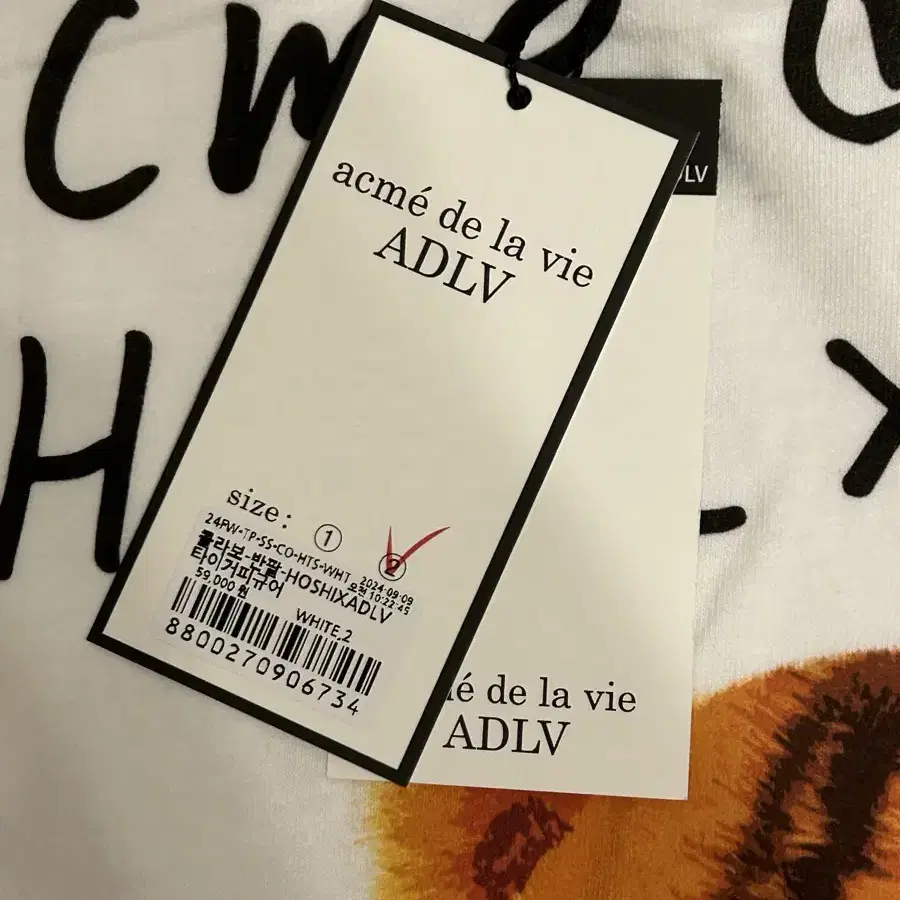 cme
H
X
LV
acmé de la vie
ADLV
size: ① ②
24FW-TP-SS-CO-HTS-WHT 2024-09-09
콜라보-반팔-HOSHIXADLV 오전 10:22:45
타이거피규어
59,000 원
WHITE,2
8800270906734
é de la vie
ADLV